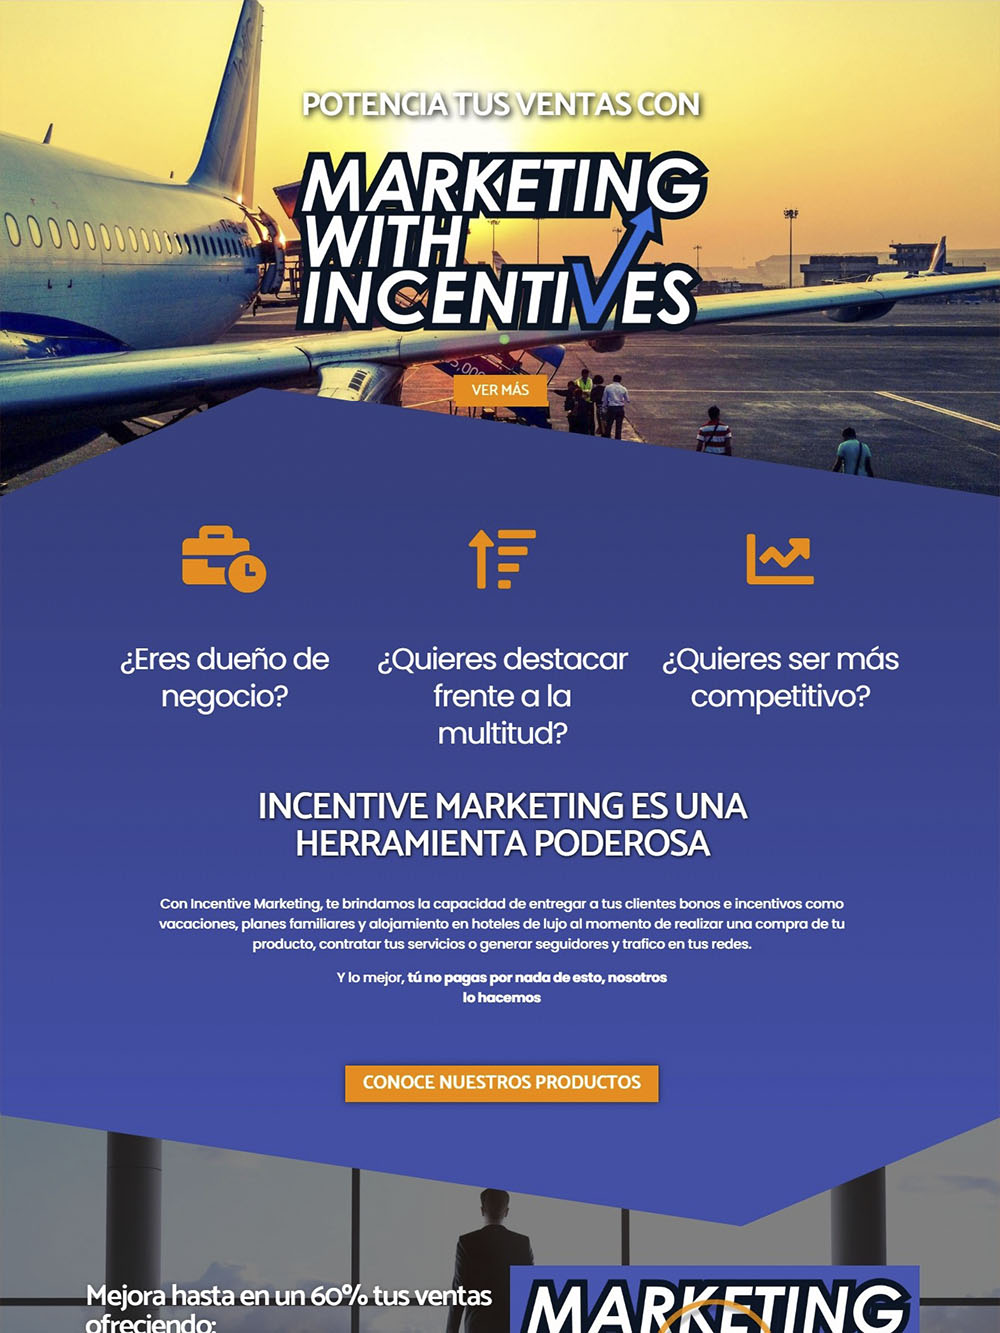 POTENCIA TUS VENTAS CON
MARKETING
WITH
INCENTIVES
5,000
VER MÁS
¿Eres dueño de
negocio?
¿Quieres destacar
frente a la
multitud?
¿Quieres ser más
competitivo?
INCENTIVE MARKETING ES UNA
HERRAMIENTA PODEROSA
Con Incentive Marketing, te brindamos la capacidad de entregar a tus clientes bonos e incentivos como
vacaciones, planes familiares y alojamiento en hoteles de lujo al momento de realizar una compra de tu
producto, contratar tus servicios o generar seguidores y trafico en tus redes.
Y lo mejor, tú no pagas por nada de esto, nosotros
lo hacemos
CONOCE NUESTROS PRODUCTOS
Mejora hasta en un 60% tus ventas
ofreciendo:
MARKETING